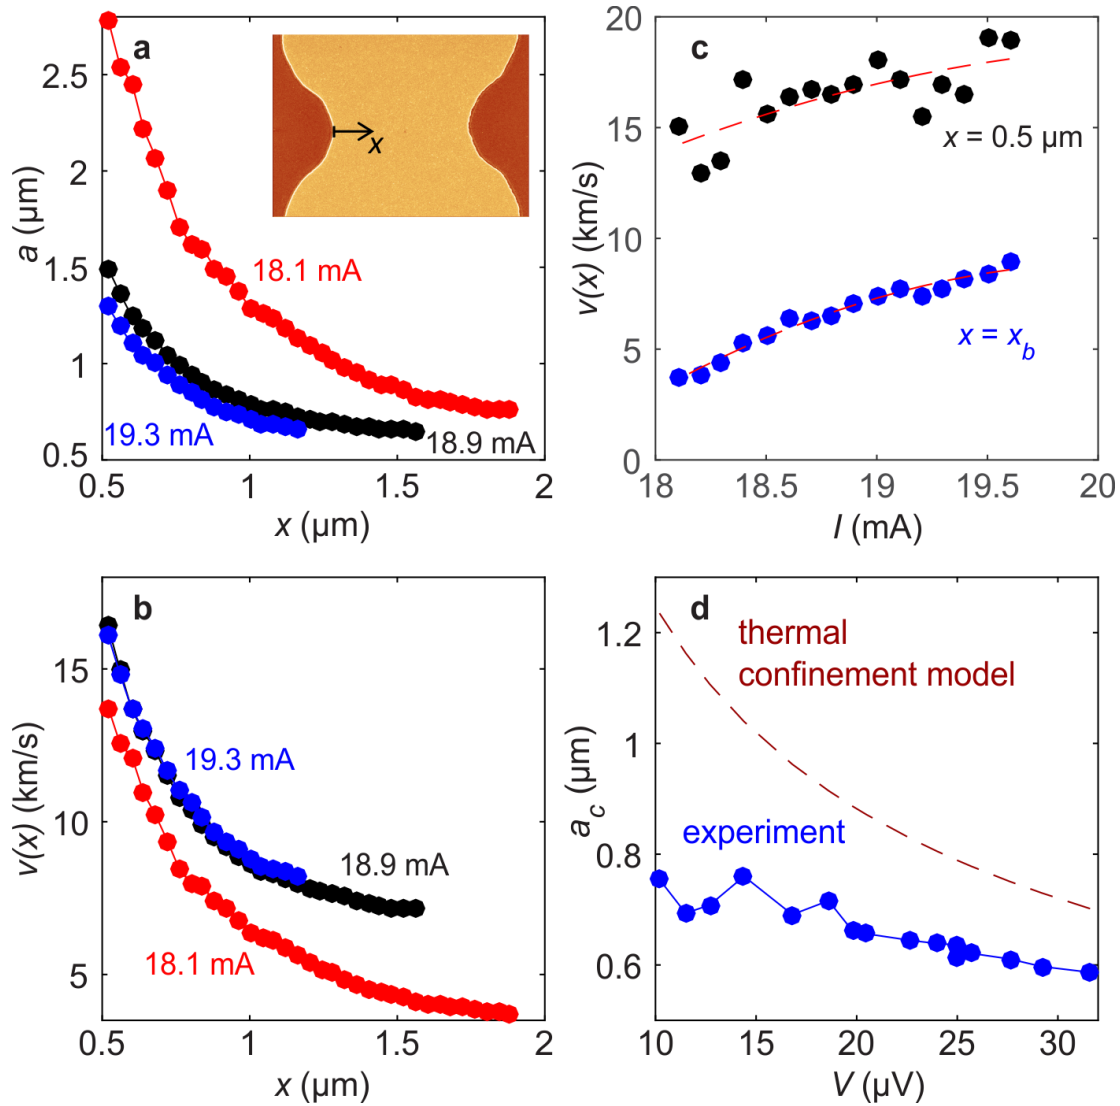 a
2.5
2
1.5
1
0.5
a (μm)
x
18.1 mA
19.3 mA
18.9 mA
0.5
1
1.5
2
x (μm)
c
20
15
10
5
0
v(x) (km/s)
x = 0.5 μm
x = x_b
18
18.5
19
19.5
20
I (mA)
b
15
10
5
v(x) (km/s)
19.3 mA
18.9 mA
18.1 mA
0.5
1
1.5
2
x (μm)
d
1.2
1
0.8
0.6
a_c (μm)
thermal
confinement model
experiment
10
15
20
25
30
V (μV)